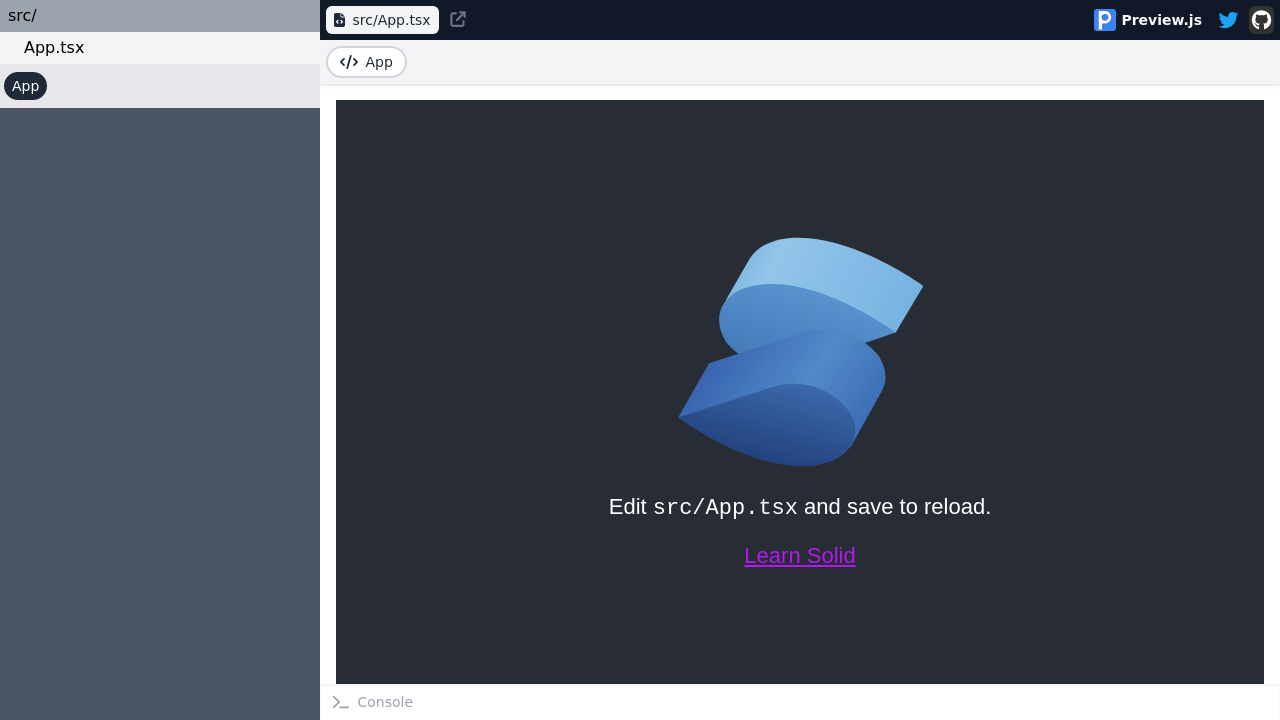 src/
App.tsx
App
src/App.tsx
Preview.js
App
Edit src/App.tsx and save to reload.
Learn Solid
Console